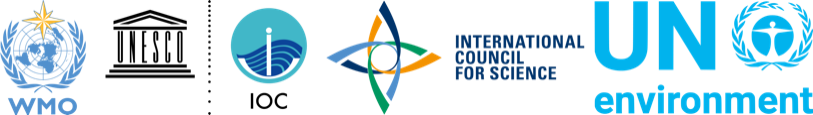 WMO
UNESCO
IOC
INTERNATIONAL
COUNCIL
FOR SCIENCE
UN
environment